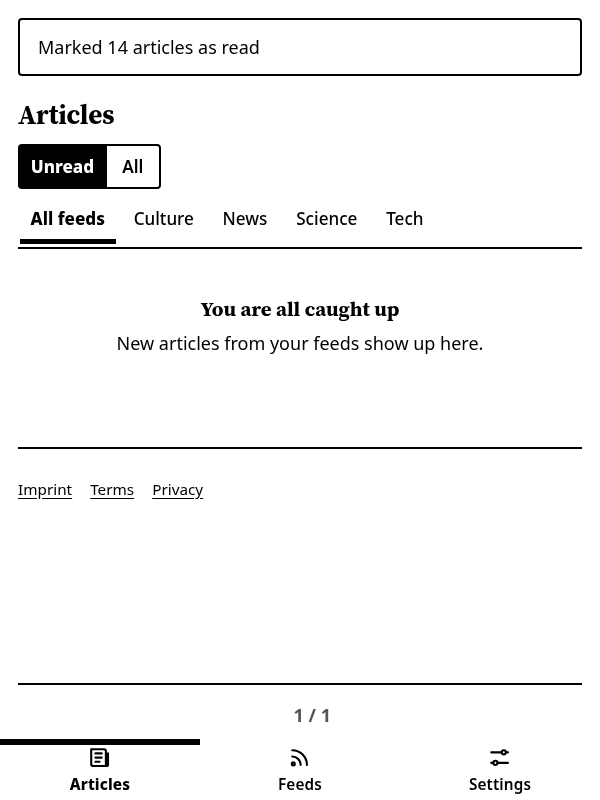 Marked 14 articles as read
Articles
Unread All
All feeds Culture News Science Tech
You are all caught up
New articles from your feeds show up here.
Imprint Terms Privacy
1 / 1
Articles Feeds Settings